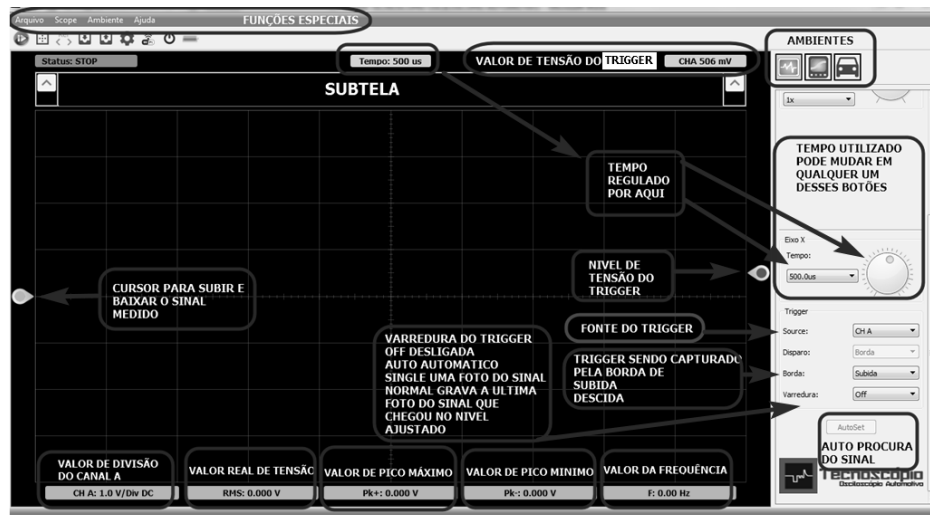 Arquivo Scope Ambiente Ajuda FUNÇÕES ESPECIAIS
AMBIENTES
Status: STOP
Tempo: 500 us
VALOR DE TENSÃO DO TRIGGER
CHA 506 mV
SUBTELA
1x
TEMPO UTILIZADO
PODE MUDAR EM
QUALQUER UM
DESSES BOTÕES
TEMPO
REGULADO
POR AQUI
Eixo X
Tempo:
500.0us
NIVEL DE
TENSÃO DO
TRIGGER
CURSOR PARA SUBIR E
BAIXAR O SINAL
MEDIDO
Trigger
FONTE DO TRIGGER
Source: CH A
VARREDURA DO TRIGGER
OFF DESLIGADA
AUTO AUTOMATICO
SINGLE UMA FOTO DO SINAL
NORMAL GRAVA A ULTIMA
FOTO DO SINAL QUE
CHEGOU NO NIVEL
AJUSTADO
TRIGGER SENDO CAPTURADO
PELA BORDA DE
SUBIDA
DESCIDA
Disparo: Borda
Borda: Subida
Varredura: Off
AutoSet
AUTO PROCURA
DO SINAL
VALOR DE DIVISÃO
DO CANAL A
VALOR REAL DE TENSÃO
VALOR DE PICO MÁXIMO
VALOR DE PICO MINIMO
VALOR DA FREQUÊNCIA
CH A: 1.0 V/Div DC
RMS: 0.000 V
Pk+: 0.000 V
Pk-: 0.000 V
F: 0.00 Hz
Tecnoscópio
Osciloscópio Automotivo